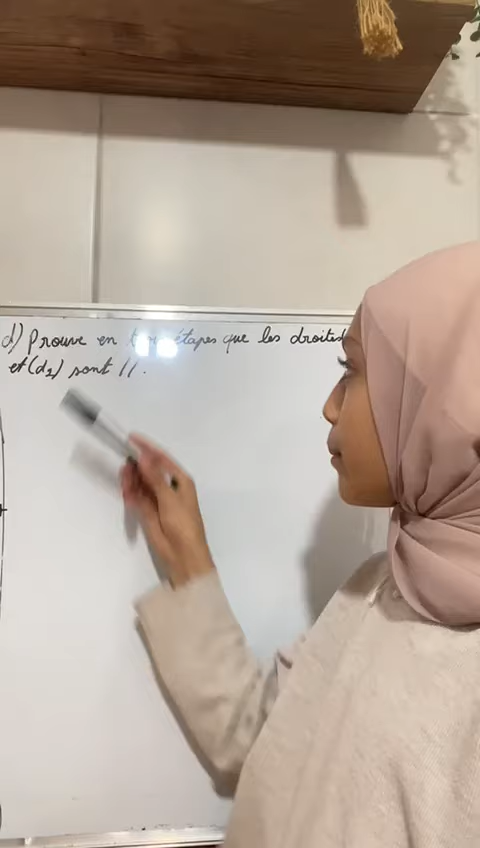 d) Prouve en étapes que les droites
et (d2) sont //.